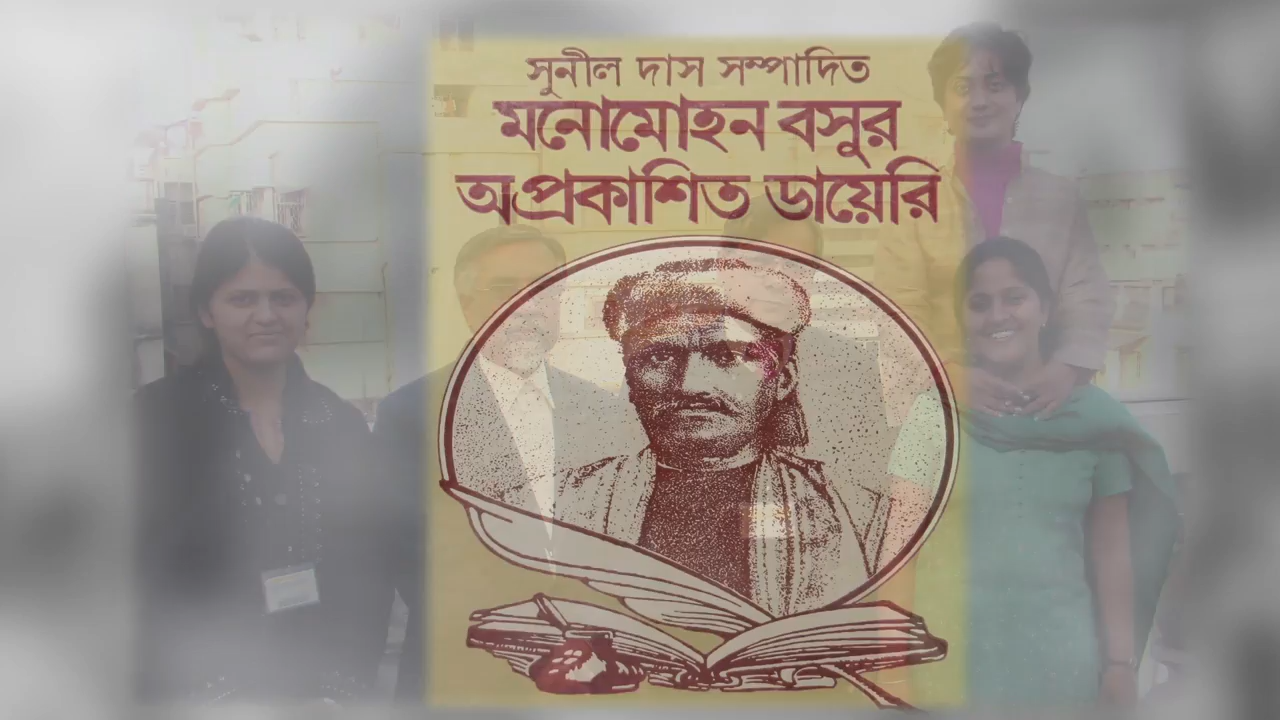 সুনীল দাস সম্পাদিত
মনোমোহন বসুর
অপ্রকাশিত ডায়েরি